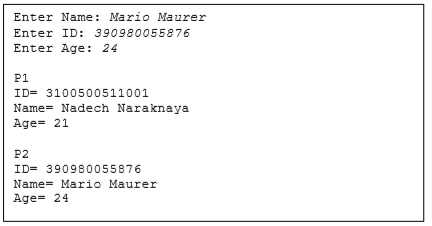 Enter Name: Mario Maurer
Enter ID: 390980055876
Enter Age: 24
P1
ID= 3100500511001
Name= Nadech Naraknaya
Age= 21
P2
ID= 390980055876
Name= Mario Maurer
Age= 24